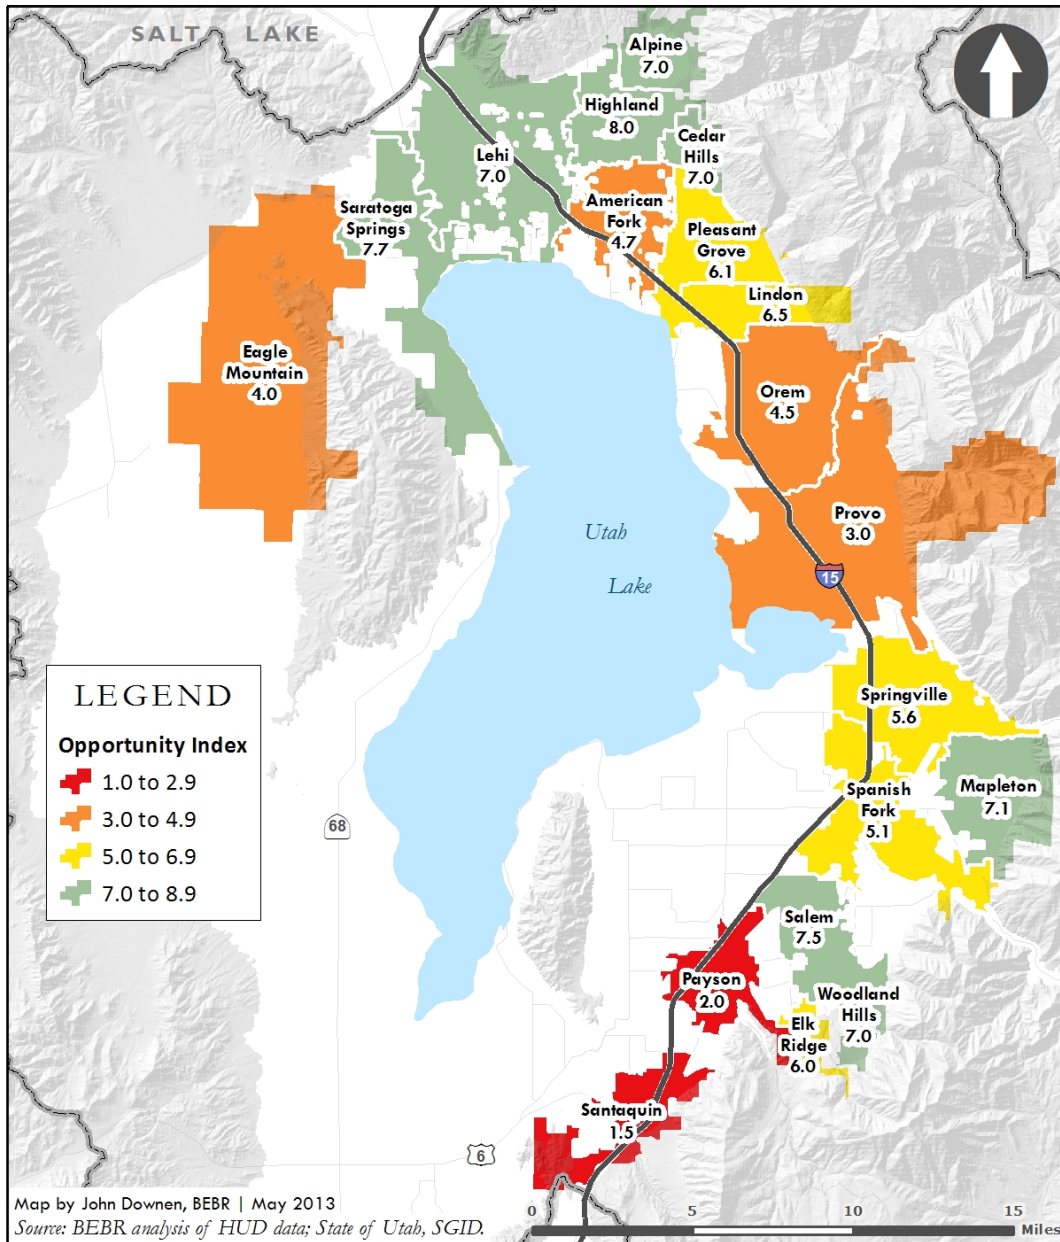 SALT LAKE
Alpine
7.0
Highland
8.0
Cedar
Hills
7.0
Lehi
7.0
American
Fork
4.7
Saratoga
Springs
7.7
Pleasant
Grove
6.1
Lindon
6.5
Eagle
Mountain
4.0
Orem
4.5
Provo
3.0
Utah
Lake
15
Springville
5.6
Mapleton
7.1
Spanish
Fork
5.1
Salem
7.5
Payson
2.0
Woodland
Hills
7.0
Elk
Ridge
6.0
Santaquin
1.5
68
6
LEGEND
Opportunity Index
1.0 to 2.9
3.0 to 4.9
5.0 to 6.9
7.0 to 8.9
Map by John Downen, BEBR | May 2013
Source: BEBR analysis of HUD data; State of Utah, SGID.
0 5 10 15
Miles